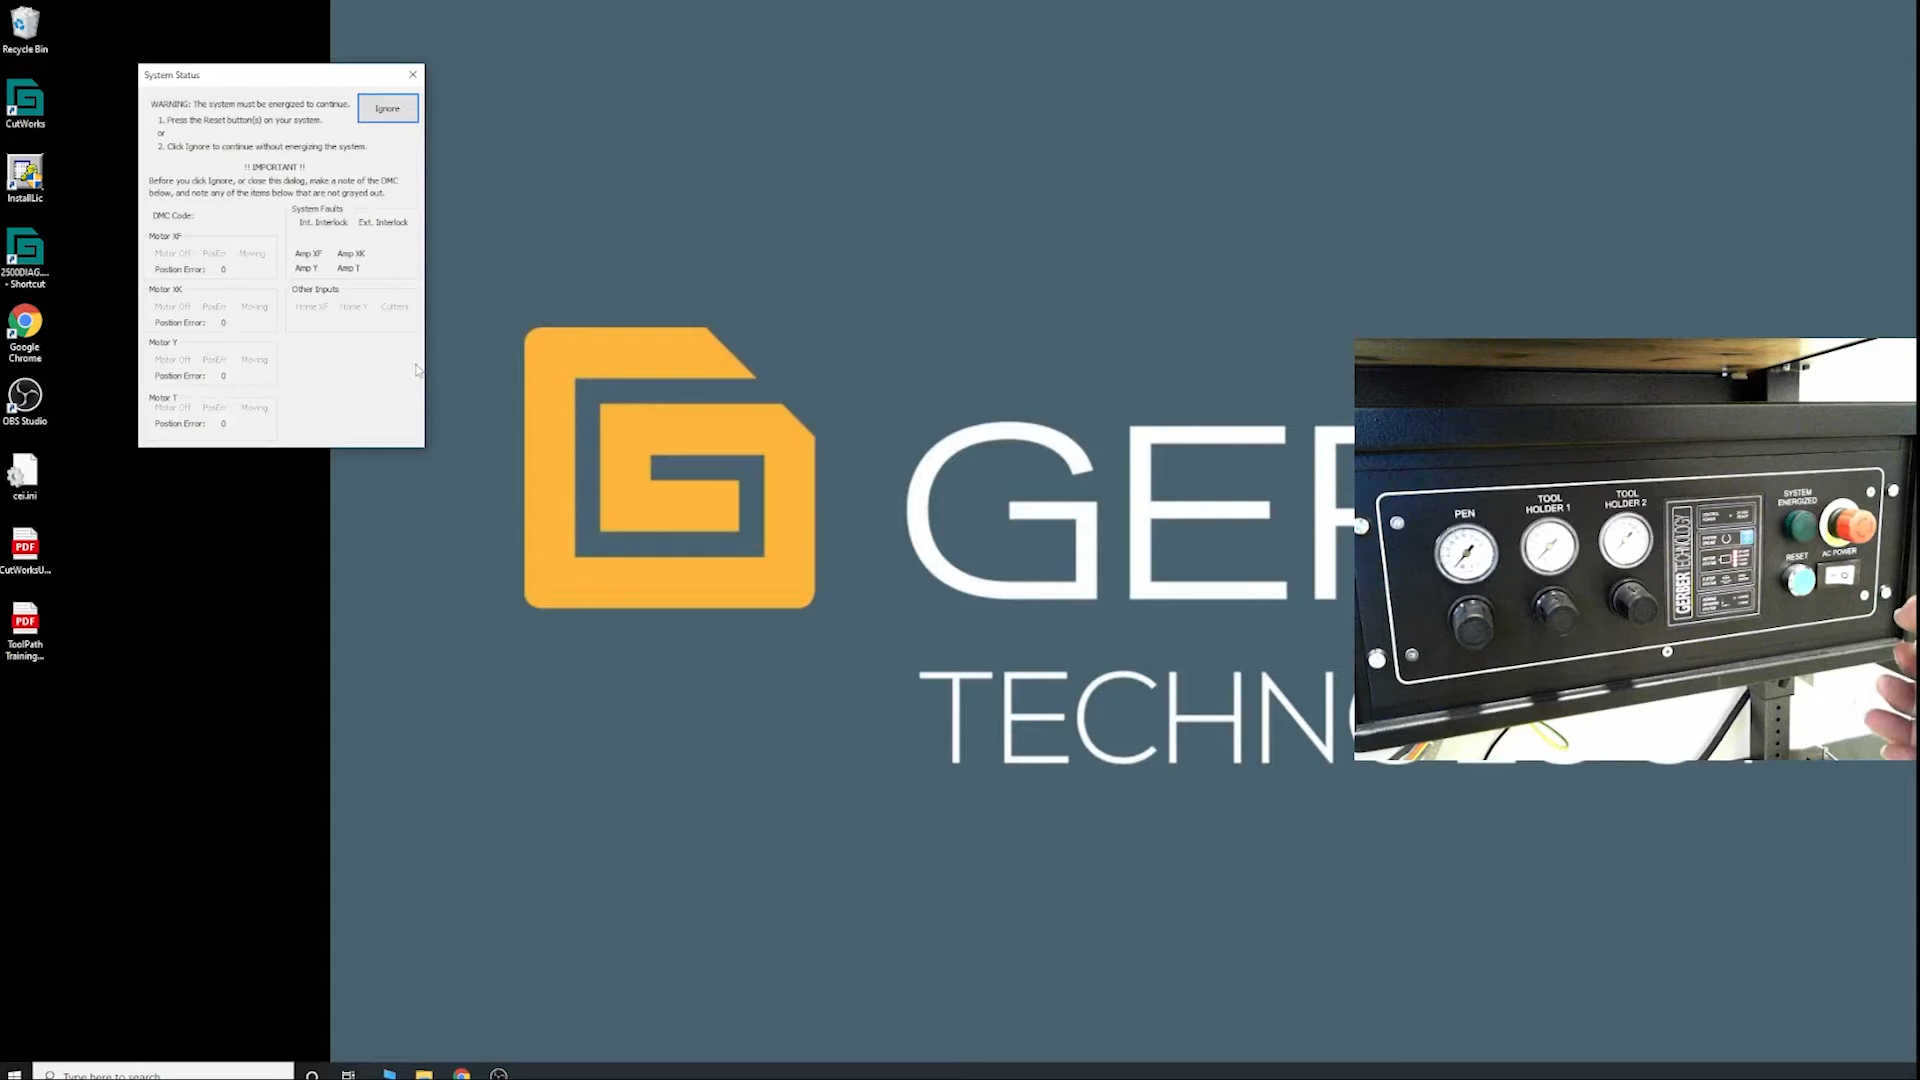 Recycle Bin
CutWorks
InstallLic
2500DIAG....
- Shortcut
Google
Chrome
OBS Studio
cei.ini
PDF
CutWorksU...
PDF
ToolPath
Training...
System Status
WARNING: The system must be energized to continue.
Ignore
1. Press the Reset button(s) on your system.
or
2. Click Ignore to continue without energizing the system.
!! IMPORTANT !!
Before you click Ignore, or close this dialog, make a note of the DMC
below, and note any of the items below that are not grayed out.
DMC Code:
System Faults
Int. Interlock Ext. Interlock
Amp XF Amp XK
Amp Y Amp T
Other Inputs
Home XF Home Y Cutters
Motor XF
Motor Off PosErr Moving
Postion Error: 0
Motor XK
Motor Off PosErr Moving
Postion Error: 0
Motor Y
Motor Off PosErr Moving
Postion Error: 0
Motor T
Motor Off PosErr Moving
Postion Error: 0
GE
TECHN
PEN
TOOL
HOLDER 1
TOOL
HOLDER 2
GERBER TECHNOLOGY
SYSTEM
ENERGIZED
RESET
AC POWER
Type here to search